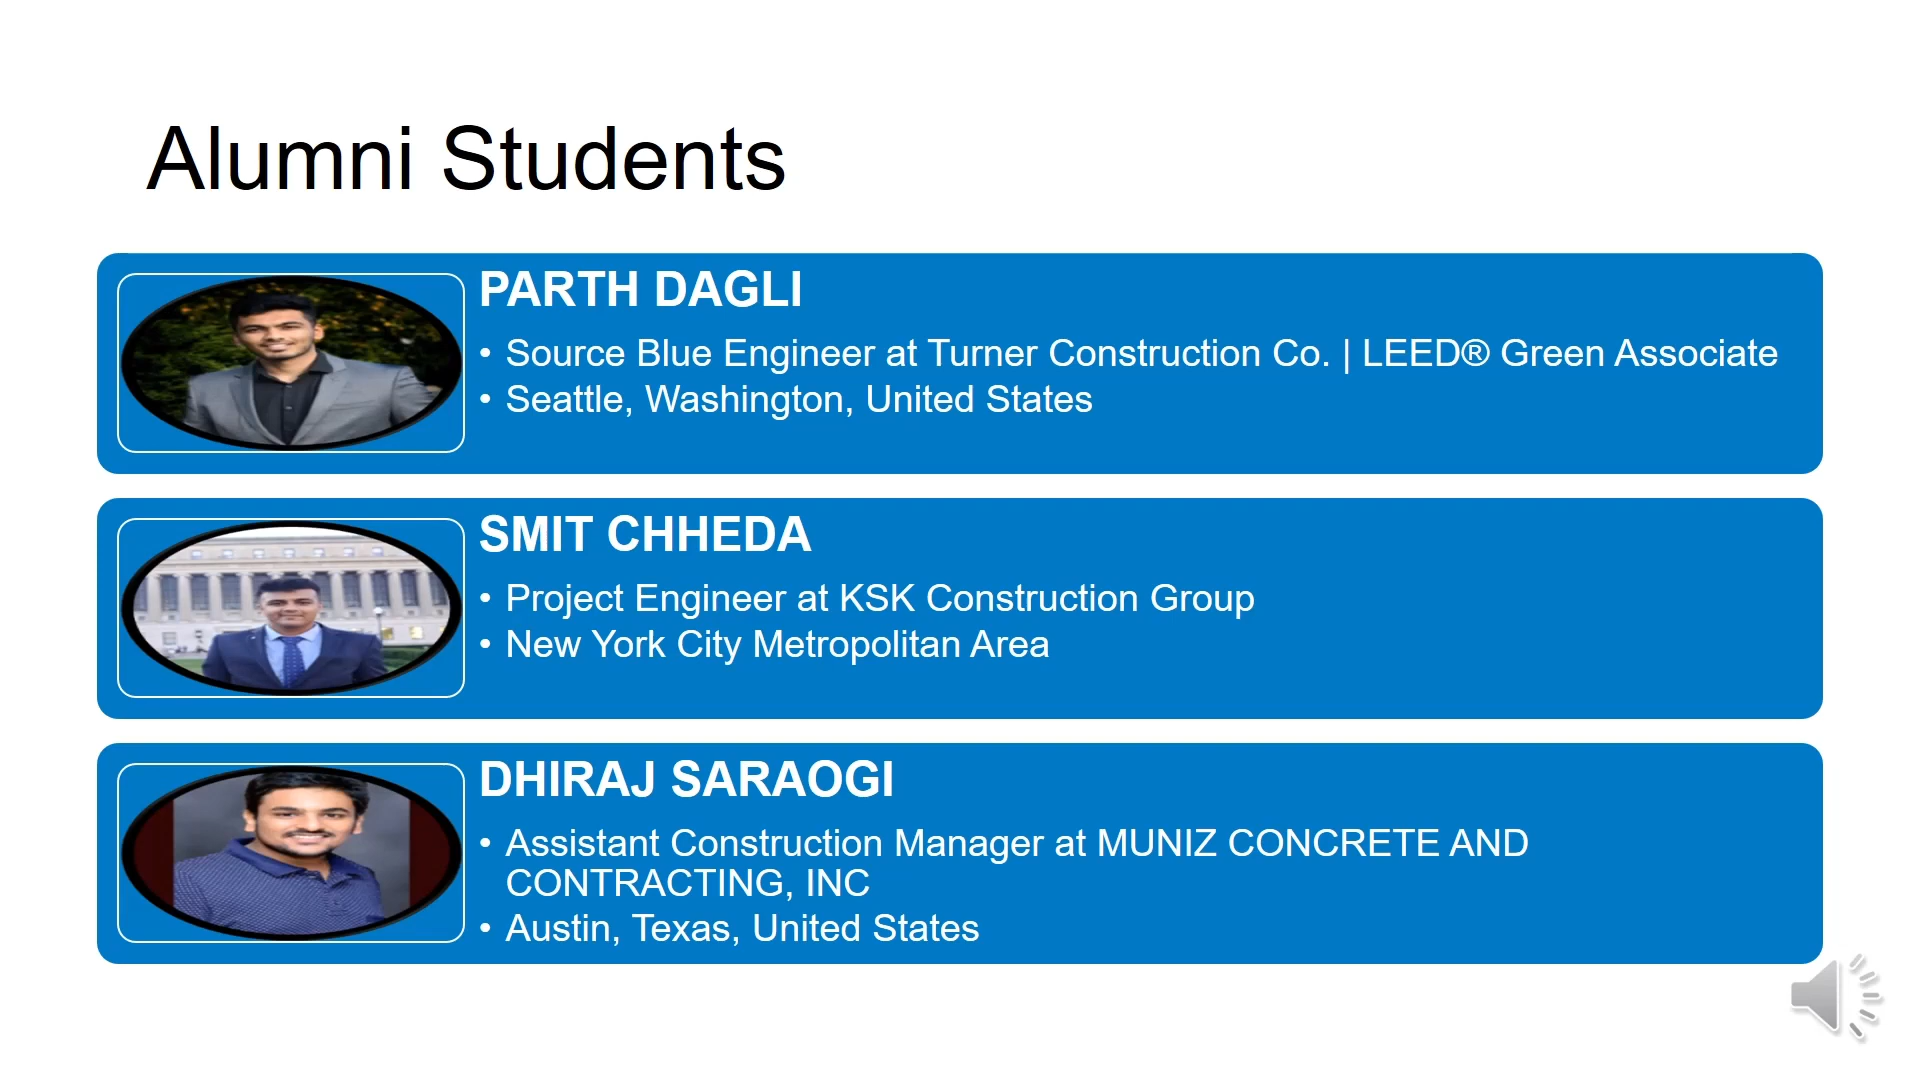 Alumni Students
PARTH DAGLI
• Source Blue Engineer at Turner Construction Co. | LEED® Green Associate
• Seattle, Washington, United States
SMIT CHHEDA
• Project Engineer at KSK Construction Group
• New York City Metropolitan Area
DHIRAJ SARAOGI
• Assistant Construction Manager at MUNIZ CONCRETE AND
CONTRACTING, INC
• Austin, Texas, United States